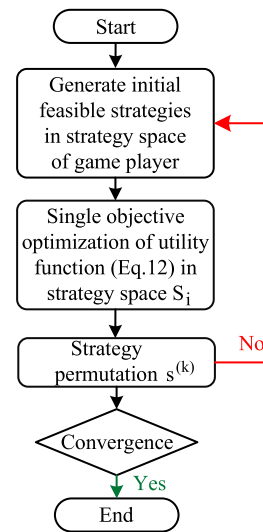 Start
Generate initial
feasible strategies
in strategy space
of game player
Single objective
optimization of utility
function (Eq.12) in
strategy space Si
Strategy
permutation s(k)
No
Convergence
Yes
End